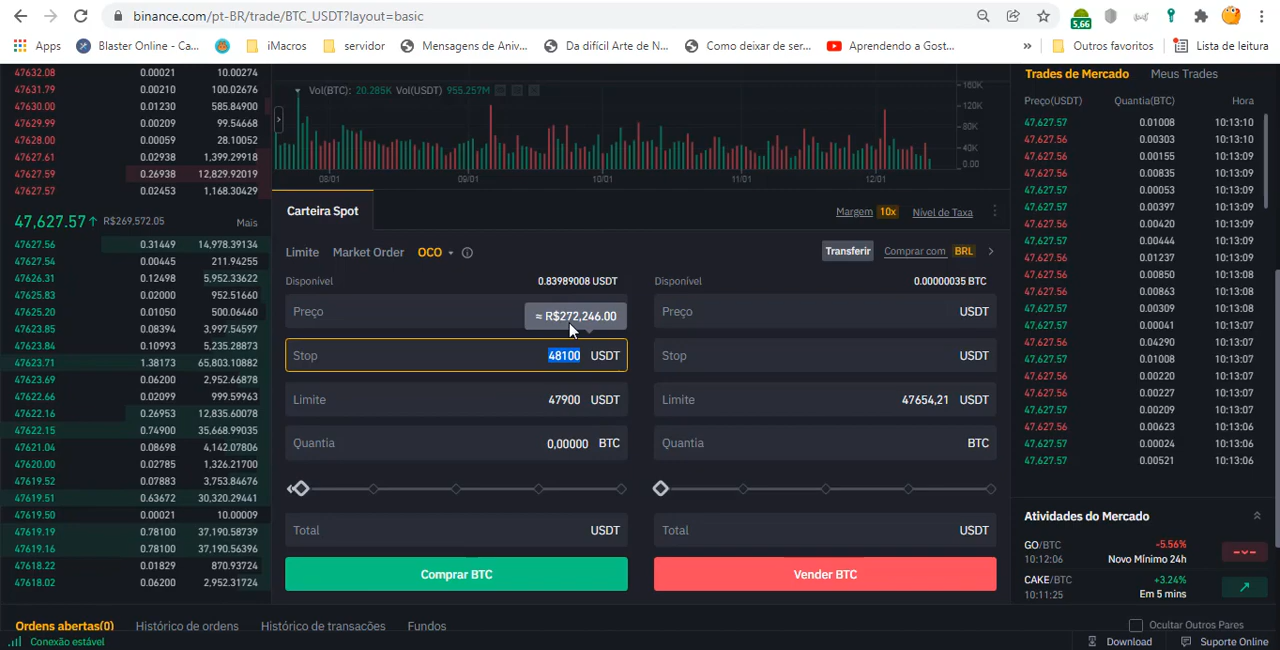 binance.com/pt-BR/trade/BTC_USDT?layout=basic
5,66
Apps
Blaster Online - Ca...
iMacros
servidor
Mensagens de Aniv...
Da difícil Arte de N...
Como deixar de ser...
Aprendendo a Gost...
»
Outros favoritos
Lista de leitura
47632.08 0.00021 10.00274
47631.79 0.00210 100.02676
47630.00 0.01230 585.84900
47629.99 0.00209 99.54668
47628.00 0.00059 28.10052
47627.61 0.02938 1,399.29918
47627.59 0.26938 12,829.92019
47627.57 0.02453 1,168.30429
47,627.57↑ R$269,572.05 Mais
47627.56 0.31449 14,978.39134
47627.54 0.00445 211.94255
47626.31 0.12498 5,952.33622
47625.83 0.02000 952.51660
47625.20 0.01050 500.06460
47623.85 0.08394 3,997.54597
47623.84 0.10993 5,235.28873
47623.71 1.38173 65,803.10882
47623.69 0.06200 2,952.66878
47622.66 0.02099 999.59963
47622.16 0.26953 12,835.60078
47622.15 0.74900 35,668.99035
47621.04 0.08698 4,142.07806
47620.00 0.02785 1,326.21700
47619.52 0.07883 3,753.84676
47619.51 0.63672 30,320.29441
47619.50 0.00021 10.00009
47619.19 0.78100 37,190.58739
47619.16 0.78100 37,190.56396
47618.22 0.01829 870.93724
47618.02 0.06200 2,952.31724
Vol(BTC): 20.285K Vol(USDT) 955.257M
160K
120K
80K
40K
0.00
08/01 09/01 10/01 11/01 12/01
Carteira Spot
Margem 10x Nível de Taxa
Limite Market Order OCO
Transferir Comprar com BRL
Disponível 0.83989008 USDT
Preço
≈ R$272,246.00
Stop 48100 USDT
Limite 47900 USDT
Quantia 0,00000 BTC
Total USDT
Comprar BTC
Disponível 0.00000035 BTC
Preço USDT
Stop USDT
Limite 47654,21 USDT
Quantia BTC
Total USDT
Vender BTC
Trades de Mercado Meus Trades
Preço(USDT) Quantia(BTC) Hora
47,627.57 0.01008 10:13:10
47,627.56 0.00303 10:13:10
47,627.56 0.00155 10:13:09
47,627.56 0.00835 10:13:09
47,627.57 0.00053 10:13:09
47,627.57 0.00397 10:13:09
47,627.56 0.00420 10:13:09
47,627.57 0.00444 10:13:09
47,627.56 0.01237 10:13:09
47,627.56 0.00850 10:13:08
47,627.56 0.00863 10:13:08
47,627.57 0.00309 10:13:08
47,627.57 0.00041 10:13:07
47,627.56 0.04290 10:13:07
47,627.57 0.01008 10:13:07
47,627.56 0.00220 10:13:07
47,627.56 0.00227 10:13:07
47,627.57 0.00209 10:13:07
47,627.56 0.00623 10:13:07
47,627.57 0.00024 10:13:07
47,627.57 0.00521 10:13:06
Atividades do Mercado
GO/BTC -5.56%
10:12:06 Novo Mínimo 24h
CAKE/BTC +3.24%
10:11:25 Em 5 mins
Ordens abertas(0) Histórico de ordens Histórico de transações Fundos
Ocultar Outros Pares
Conexão estável
Download Suporte Online